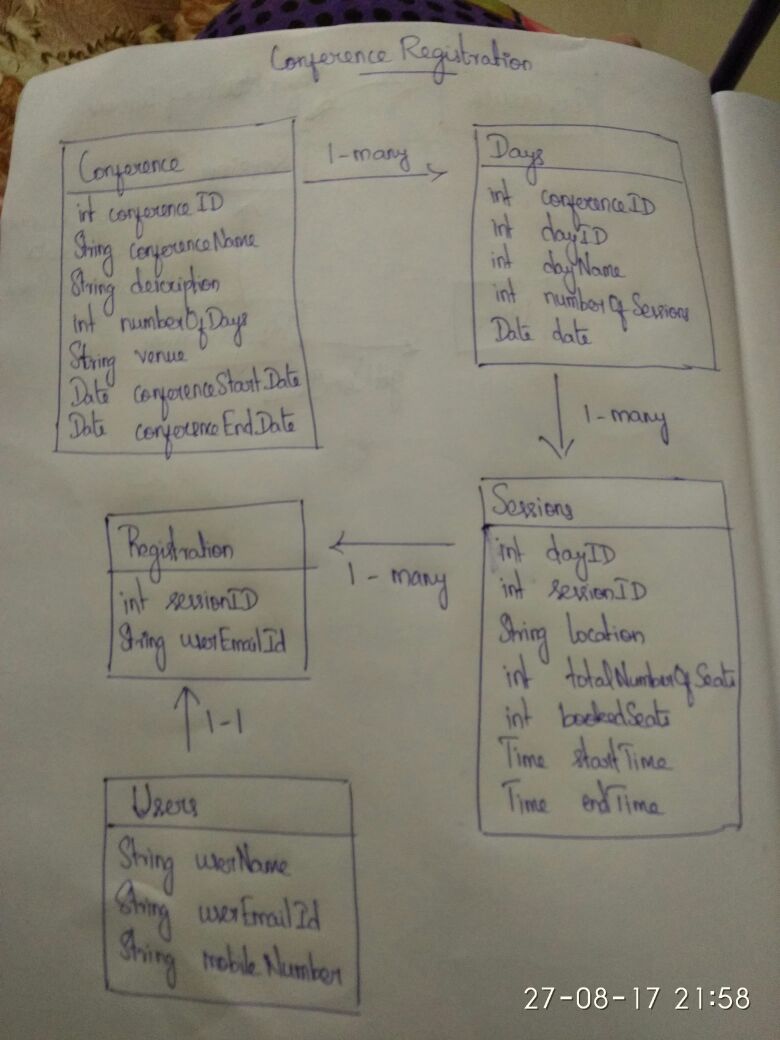 Conference Registration
Conference
int conferenceID
String conferenceName
String description
int numberOfDays
String venue
Date conferenceStartDate
Date conferenceEndDate
1-many
Days
int conferenceID
int dayID
int dayName
int numberOfSessions
Date date
1-many
Sessions
int dayID
int sessionID
String location
int totalNumberOfSeats
int bookedSeats
Time startTime
Time endTime
1-many
Registration
int sessionID
String userEmailId
1-1
Users
String userName
String userEmailId
String mobileNumber
27-08-17 21:58